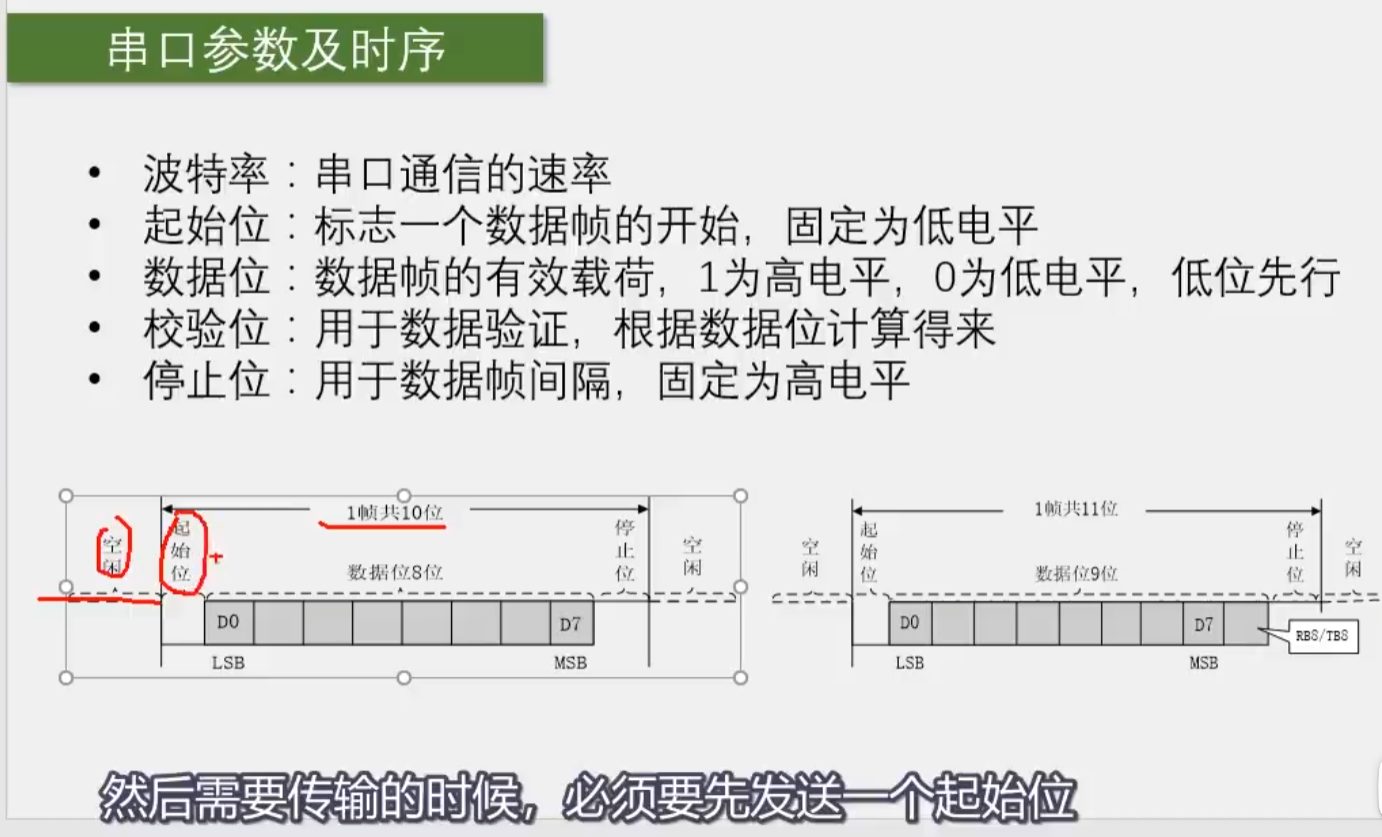 串口参数及时序
• 波特率：串口通信的速率
• 起始位：标志一个数据帧的开始，固定为低电平
• 数据位：数据帧的有效载荷，1为高电平，0为低电平，低位先行
• 校验位：用于数据验证，根据数据位计算得来
• 停止位：用于数据帧间隔，固定为高电平
1帧共10位
空闲
起始位
数据位8位
停止位
空闲
D0
D7
LSB
MSB
1帧共11位
空闲
起始位
数据位9位
停止位
空闲
D0
D7
RB8/TB8
LSB
MSB
然后需要传输的时候，必须要先发送一个起始位